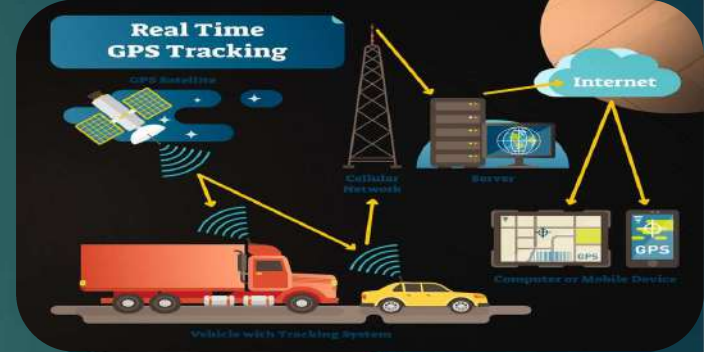 Real Time
GPS Tracking
GPS Satellite
Internet
Cellular
Network
Server
GPS
GPS
Computer or Mobile Device
Vehicle with Tracking System